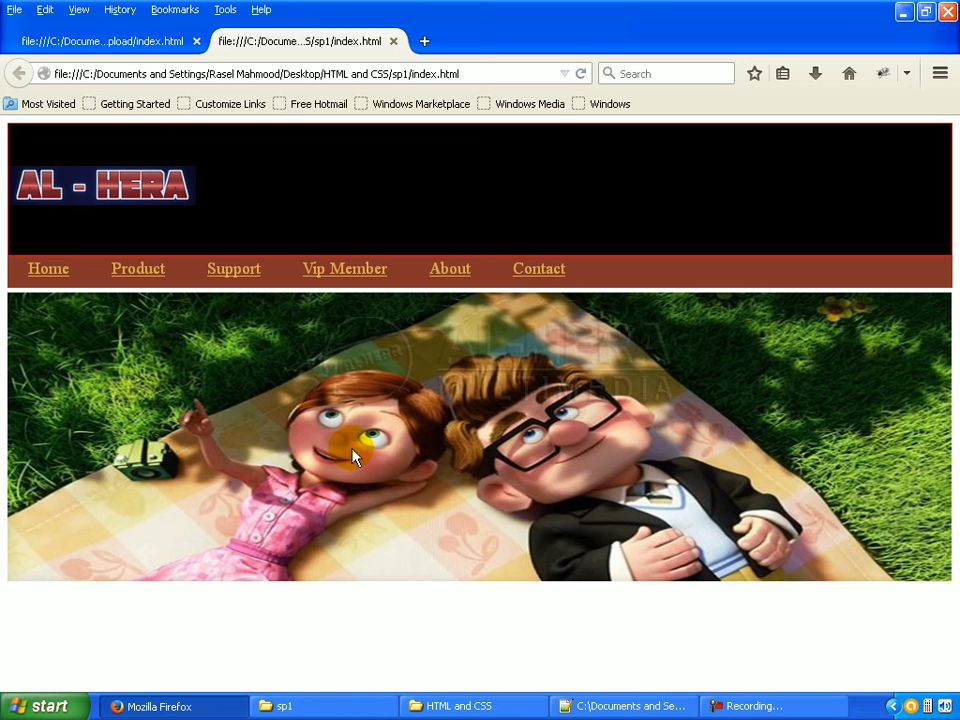 File Edit View History Bookmarks Tools Help
file:///C:/Docume...pload/index.html
file:///C:/Docume...S/sp1/index.html
file:///C:/Documents and Settings/Rasel Mahmood/Desktop/HTML and CSS/sp1/index.html
Search
Most Visited Getting Started Customize Links Free Hotmail Windows Marketplace Windows Media Windows
AL - HERA
Home Product Support Vip Member About Contact
AL-HERA
MULTIMEDIA
start Mozilla Firefox sp1 HTML and CSS C:\Documents and Se... Recording...